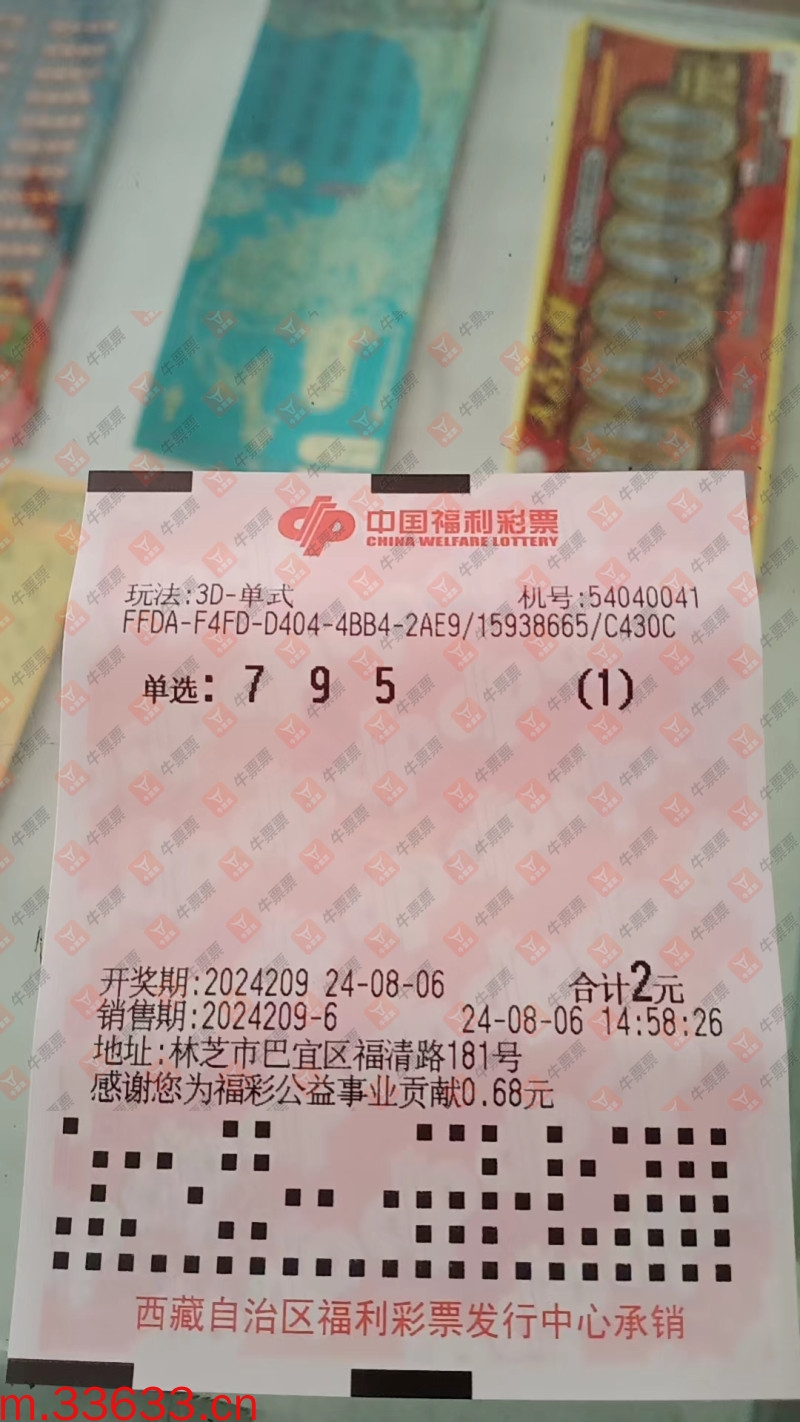 中国福利彩票
CHINA WELFARE LOTTERY
玩法:3D-单式 机号:54040041
FFDA-F4FD-D404-4BB4-2AE9/15938665/C430C
单选: 7 9 5 (1)
开奖期:2024209 24-08-06 合计2元
销售期:2024209-6 24-08-06 14:58:26
地址:林芝市巴宜区福清路181号
感谢您为福彩公益事业贡献0.68元
西藏自治区福利彩票发行中心承销
m.33633.cn
牛票票